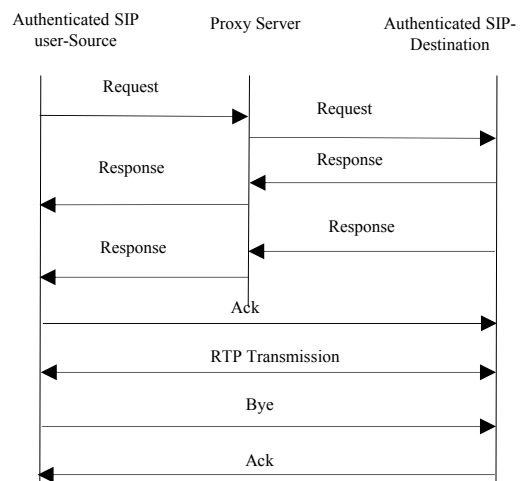 Authenticated SIP
user-Source
Proxy Server
Authenticated SIP-
Destination
Request
Request
Response
Response
Response
Response
Ack
RTP Transmission
Bye
Ack